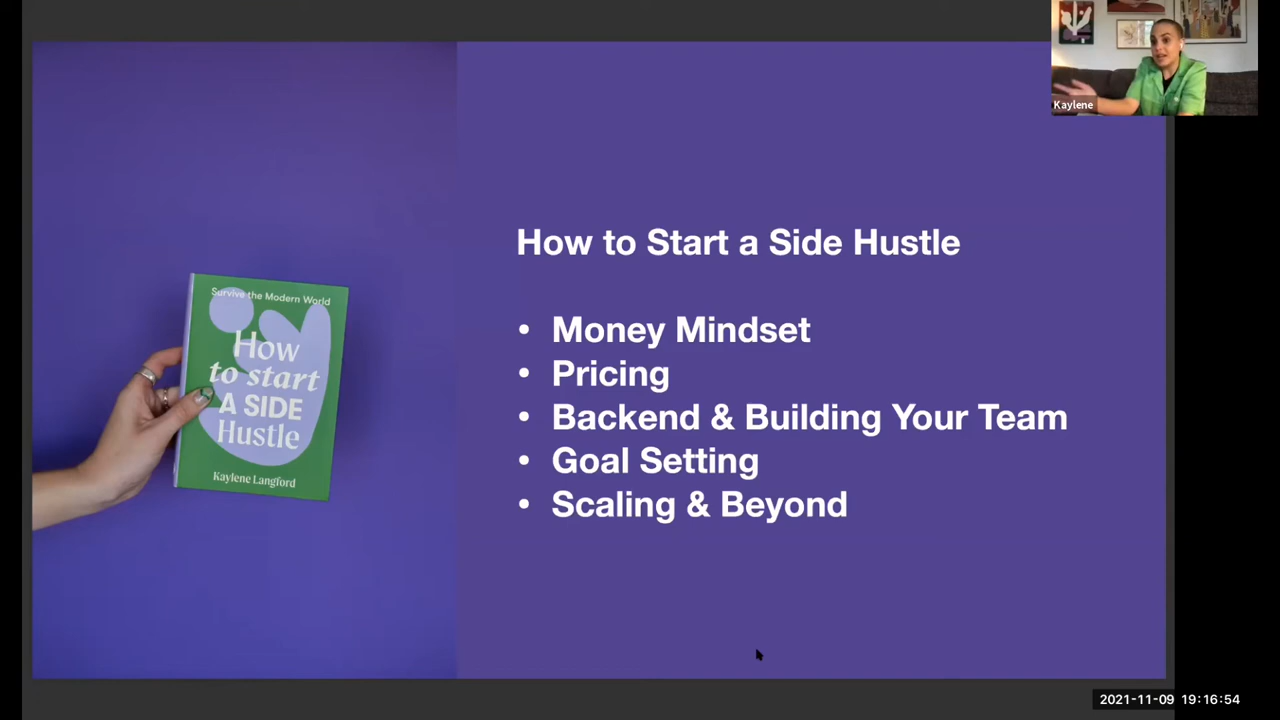 Kaylene
Survive the Modern World
How
to start
A SIDE
Hustle
Kaylene Langford
How to Start a Side Hustle
• Money Mindset
• Pricing
• Backend & Building Your Team
• Goal Setting
• Scaling & Beyond
2021-11-09 19:16:54